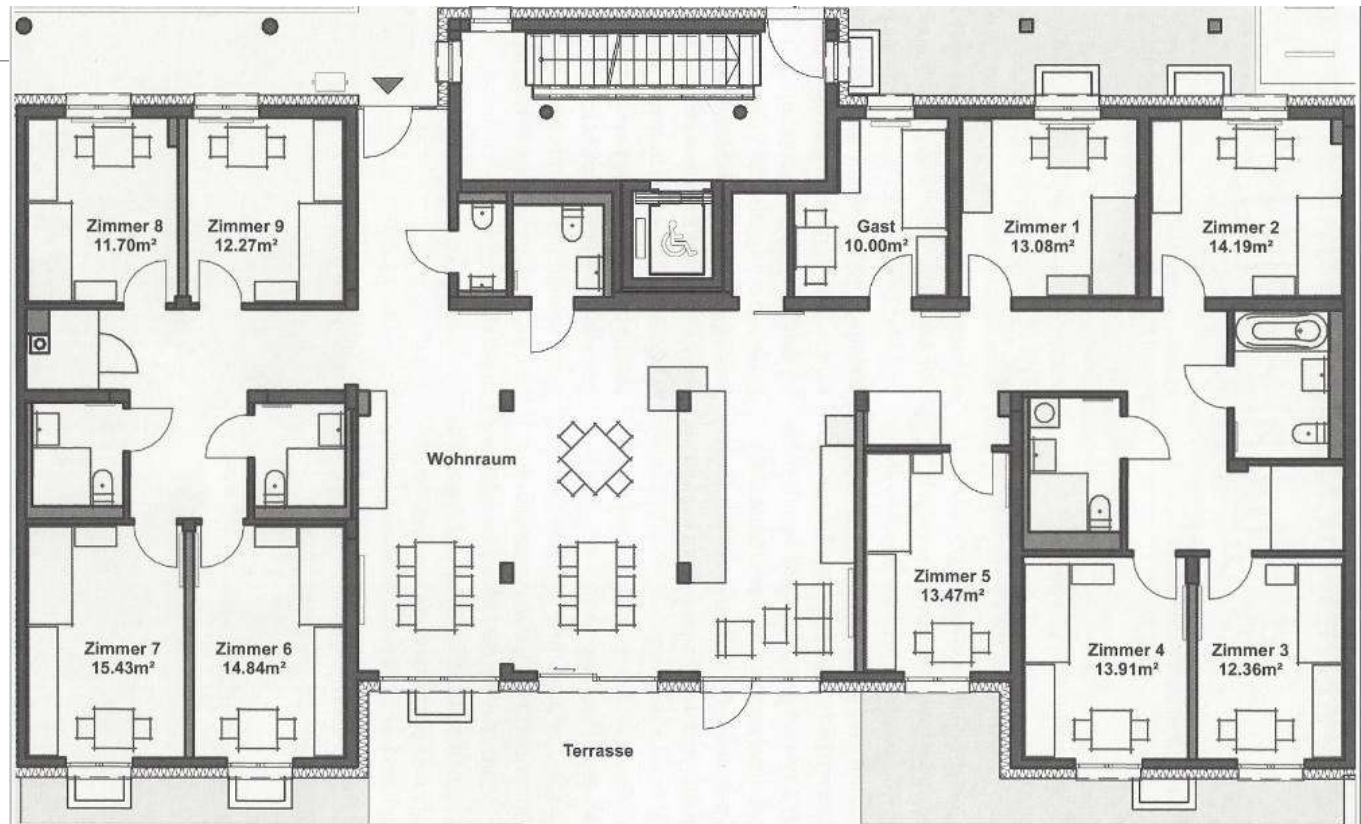 Zimmer 8
11.70m²
Zimmer 9
12.27m²
Gast
10.00m²
Zimmer 1
13.08m²
Zimmer 2
14.19m²
Wohnraum
Zimmer 5
13.47m²
Zimmer 7
15.43m²
Zimmer 6
14.84m²
Zimmer 4
13.91m²
Zimmer 3
12.36m²
Terrasse